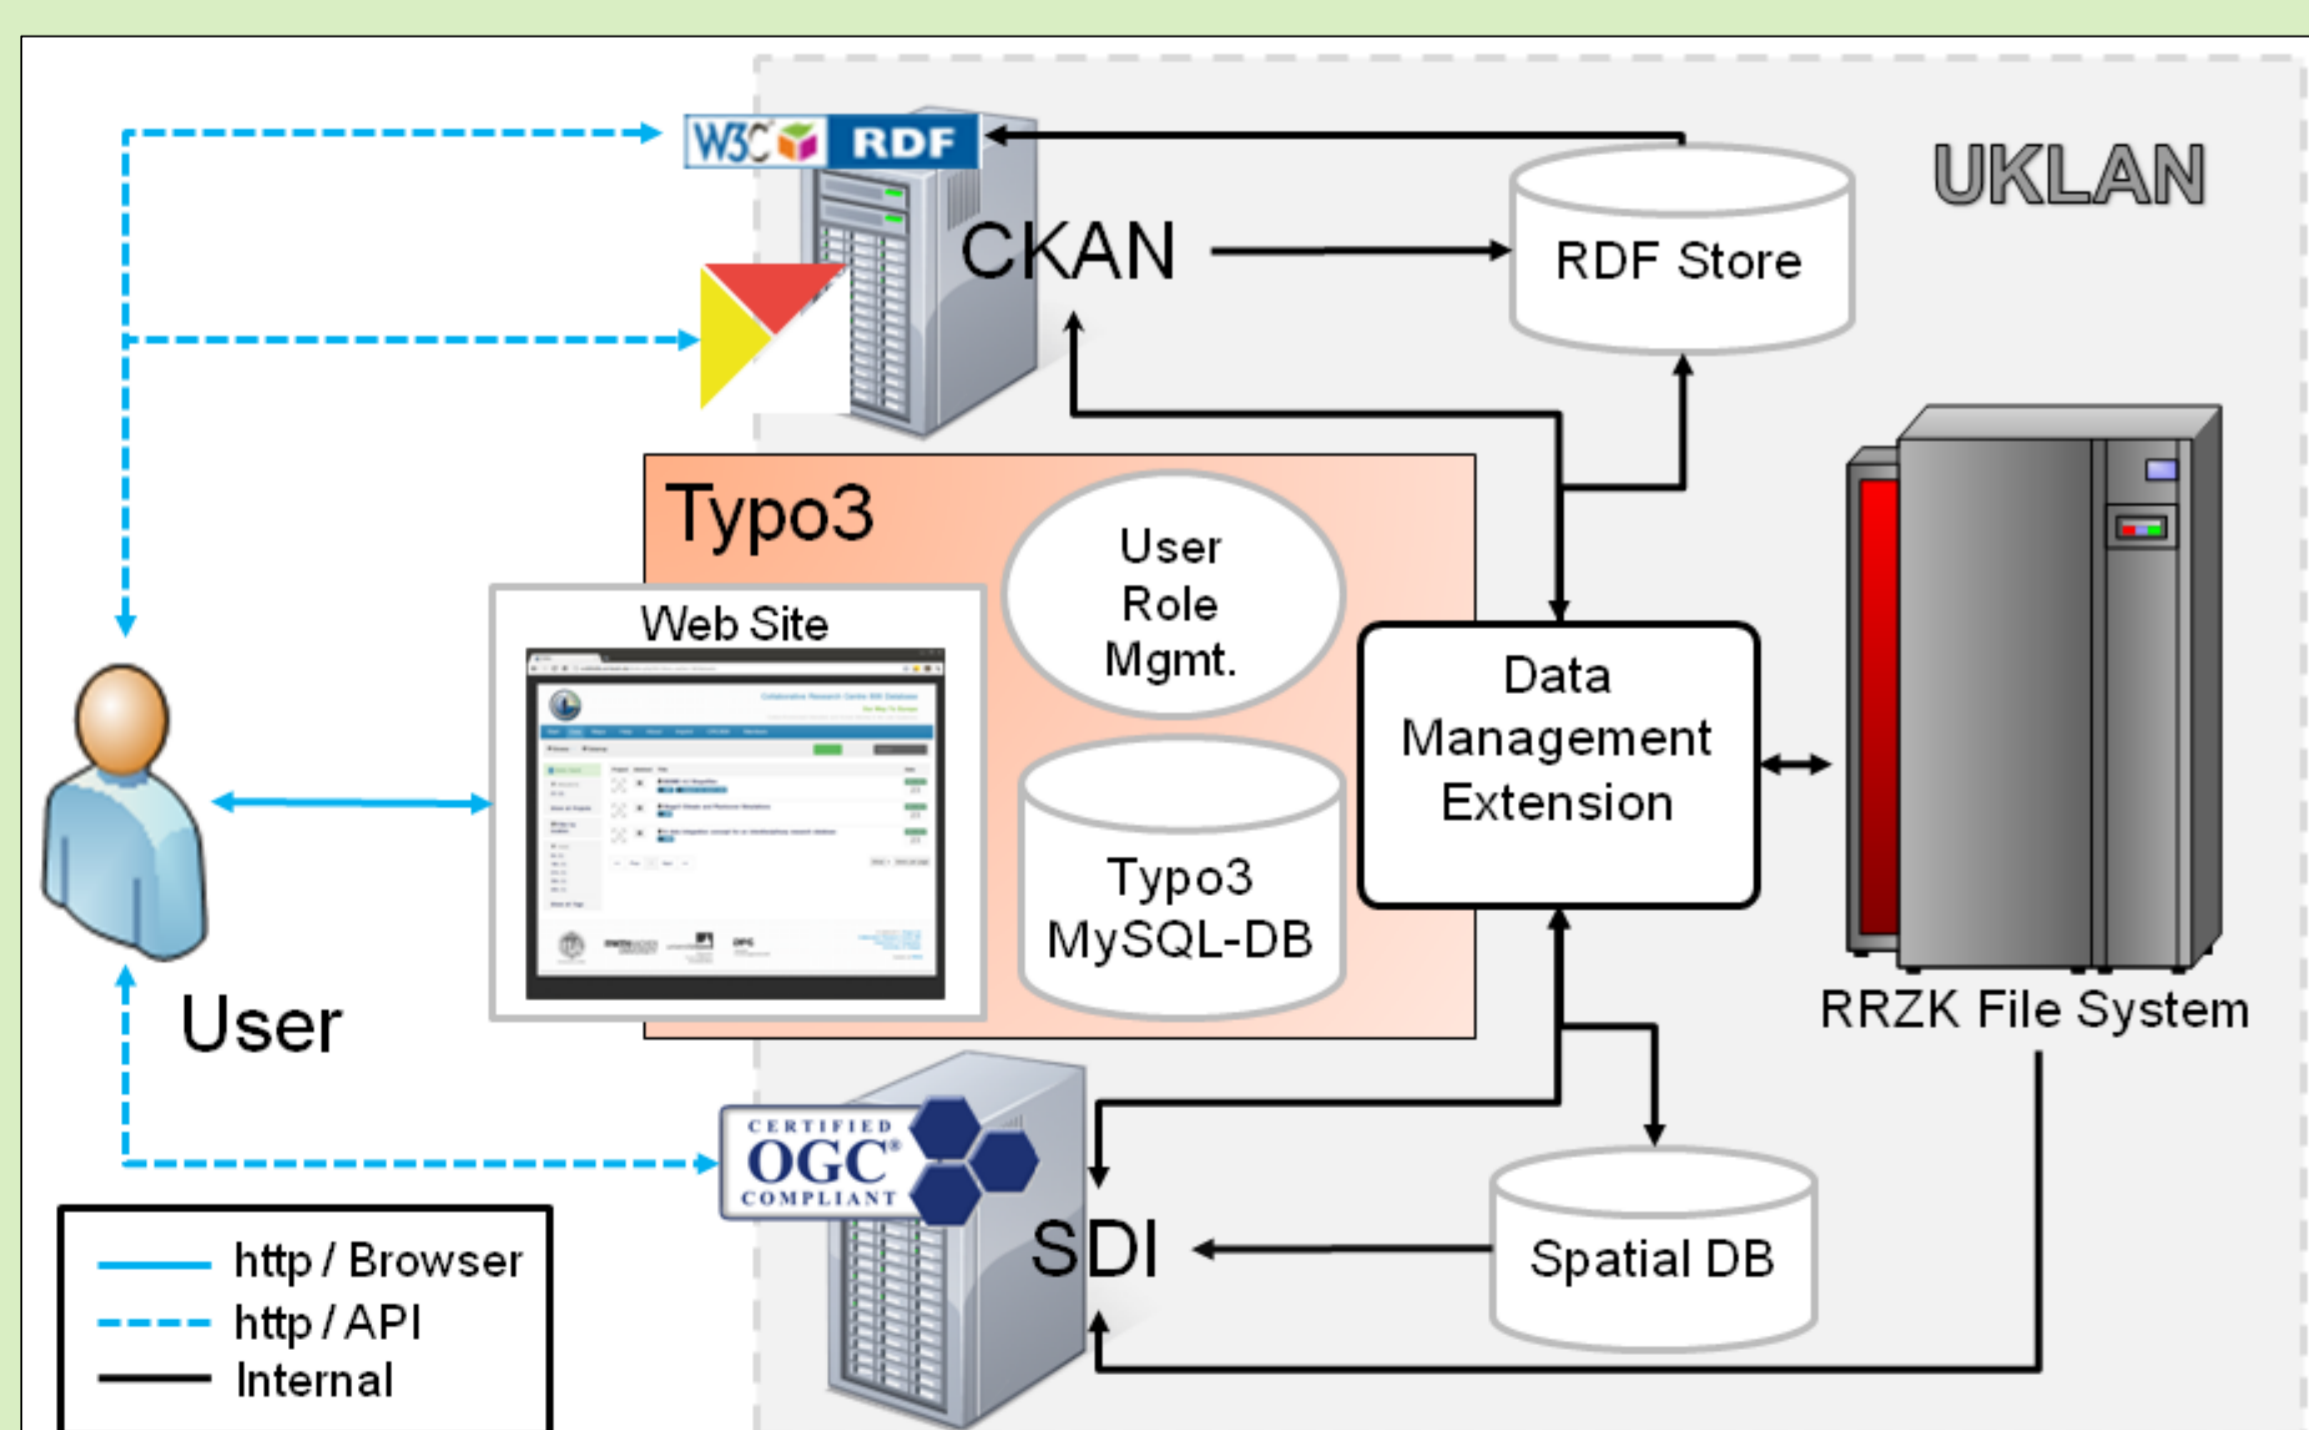 W3C RDF
UKLAN
CKAN
RDF Store
Typo3
User
Role
Mgmt.
Web Site
Data
Management
Extension
Typo3
MySQL-DB
User
RRZK File System
CERTIFIED
OGC®
COMPLIANT
SDI
Spatial DB
http / Browser
http / API
Internal